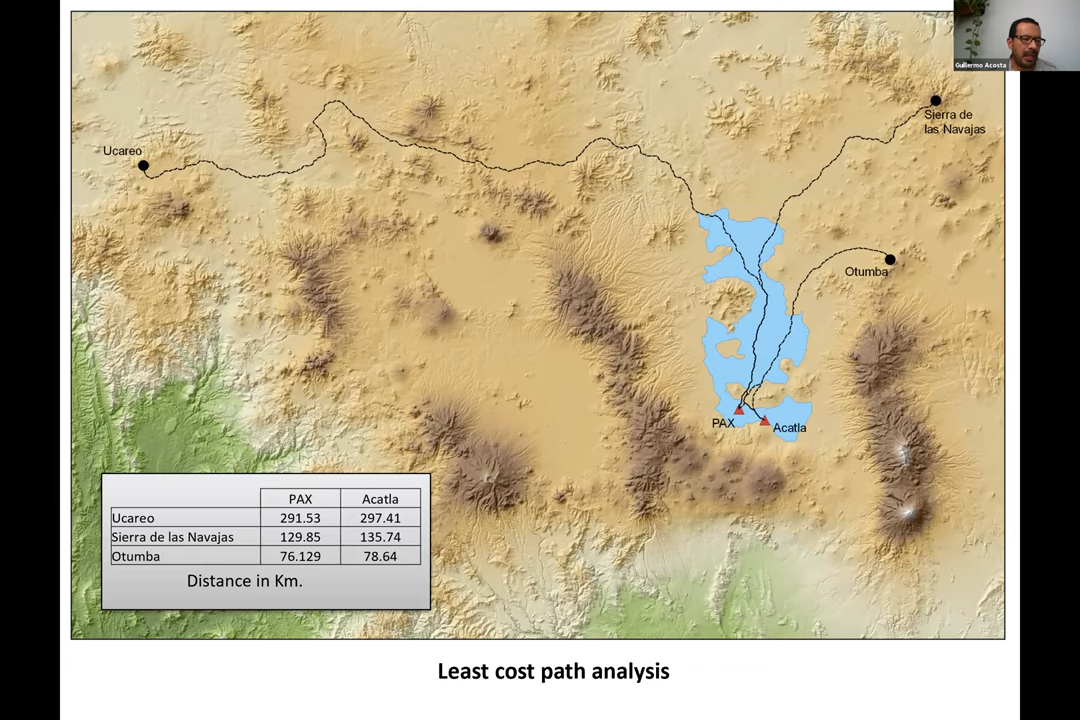 Guillermo Acosta
Sierra de
las Navajas
Ucareo
Otumba
PAX
Acatla
PAX Acatla
Ucareo 291.53 297.41
Sierra de las Navajas 129.85 135.74
Otumba 76.129 78.64
Distance in Km.
Least cost path analysis